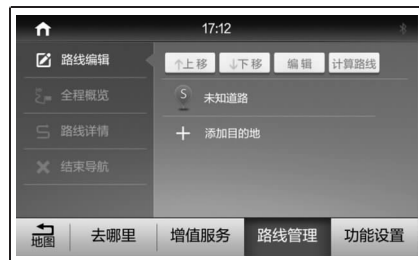 17:12
路线编辑
↑上移 ↓下移 编辑 计算路线
全程概览
S 未知道路
路线详情
+ 添加目的地
结束导航
地图 去哪里 增值服务 路线管理 功能设置